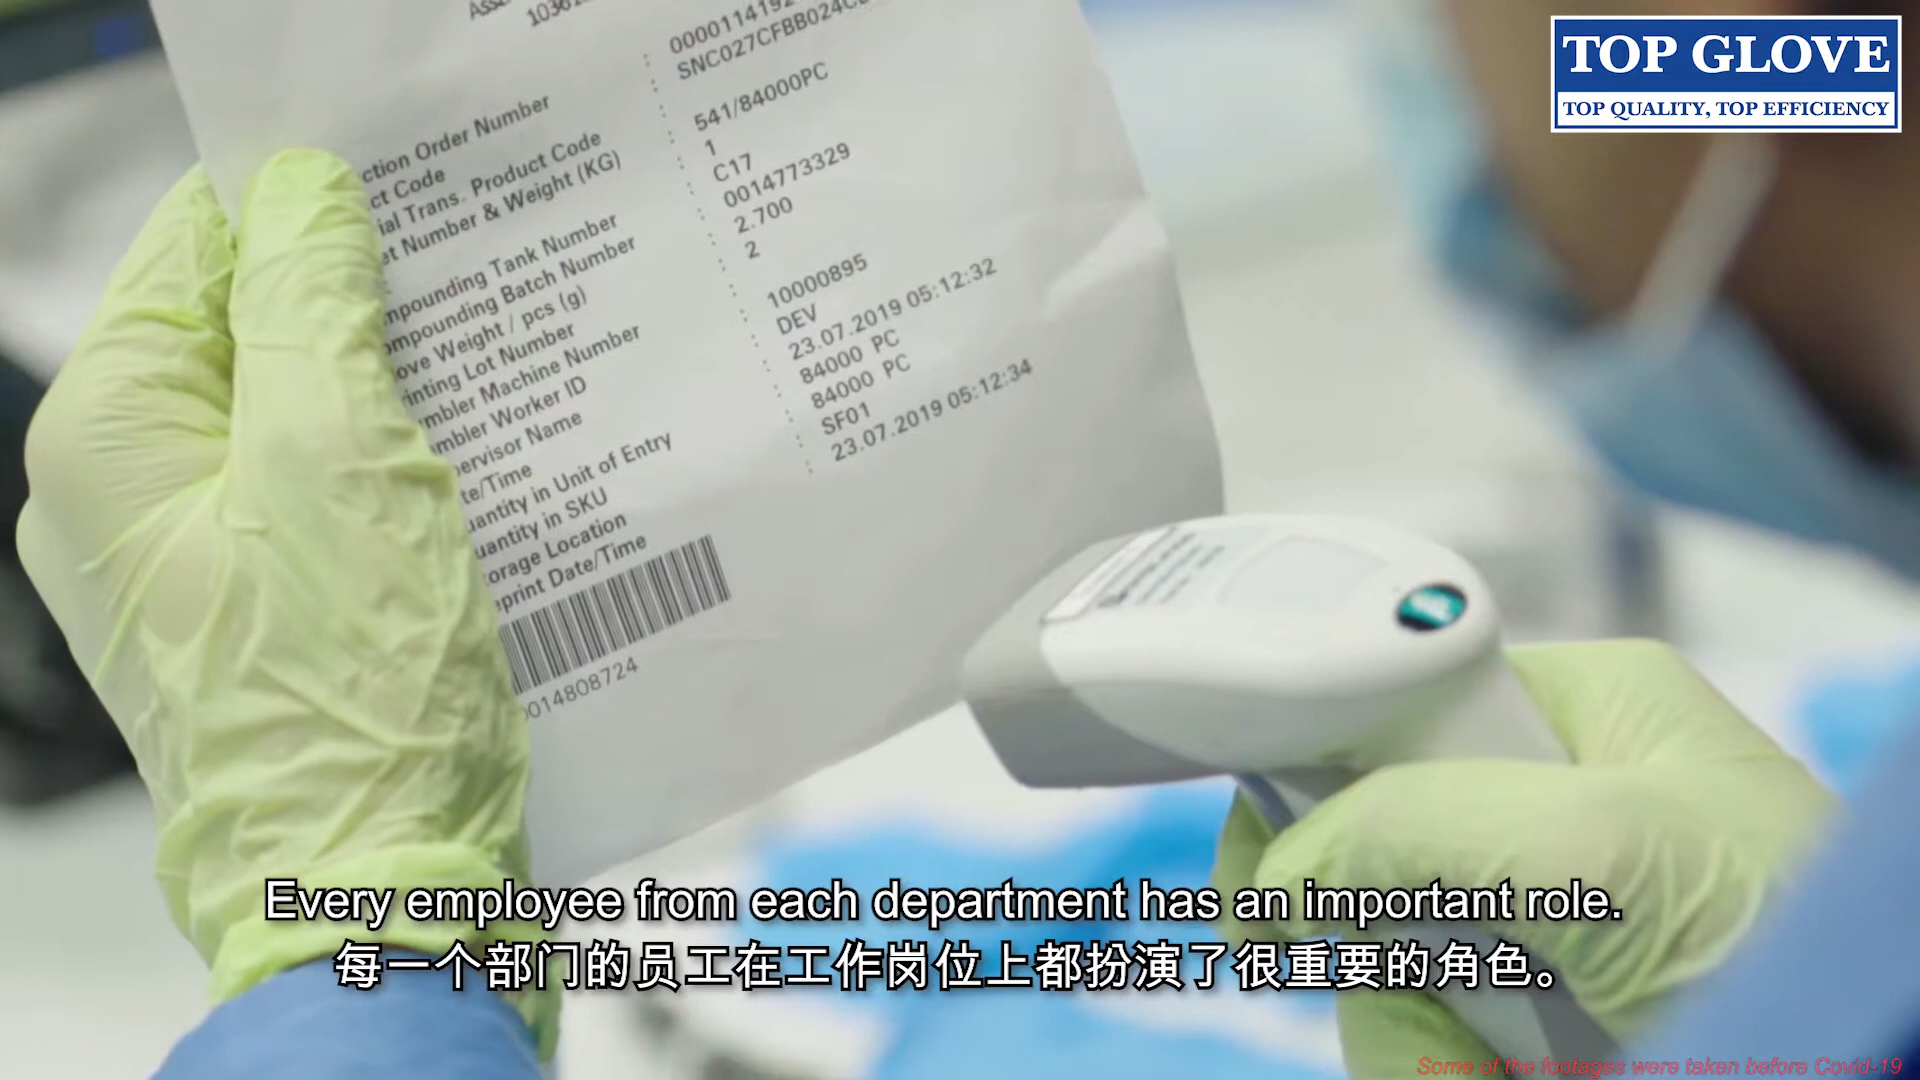 TOP GLOVE
TOP QUALITY, TOP EFFICIENCY
SNC027CFBB024
ction Order Number : 541/84000PC
ct Code : 1
ial Trans. Product Code : C17
et Number & Weight (KG) : 0014773329
: 2.700
mpounding Tank Number : 2
ompounding Batch Number
ove Weight / pcs (g) : 10000895
rinting Lot Number : DEV
mbler Machine Number : 23.07.2019 05:12:32
mbler Worker ID : 84000 PC
pervisor Name : 84000 PC
te/Time : SF01
uantity in Unit of Entry : 23.07.2019 05:12:34
uantity in SKU
orage Location
eprint Date/Time
0014808724
Every employee from each department has an important role.
每一个部门的员工在工作岗位上都扮演了很重要的角色。
Some of the footages were taken before Covid-19